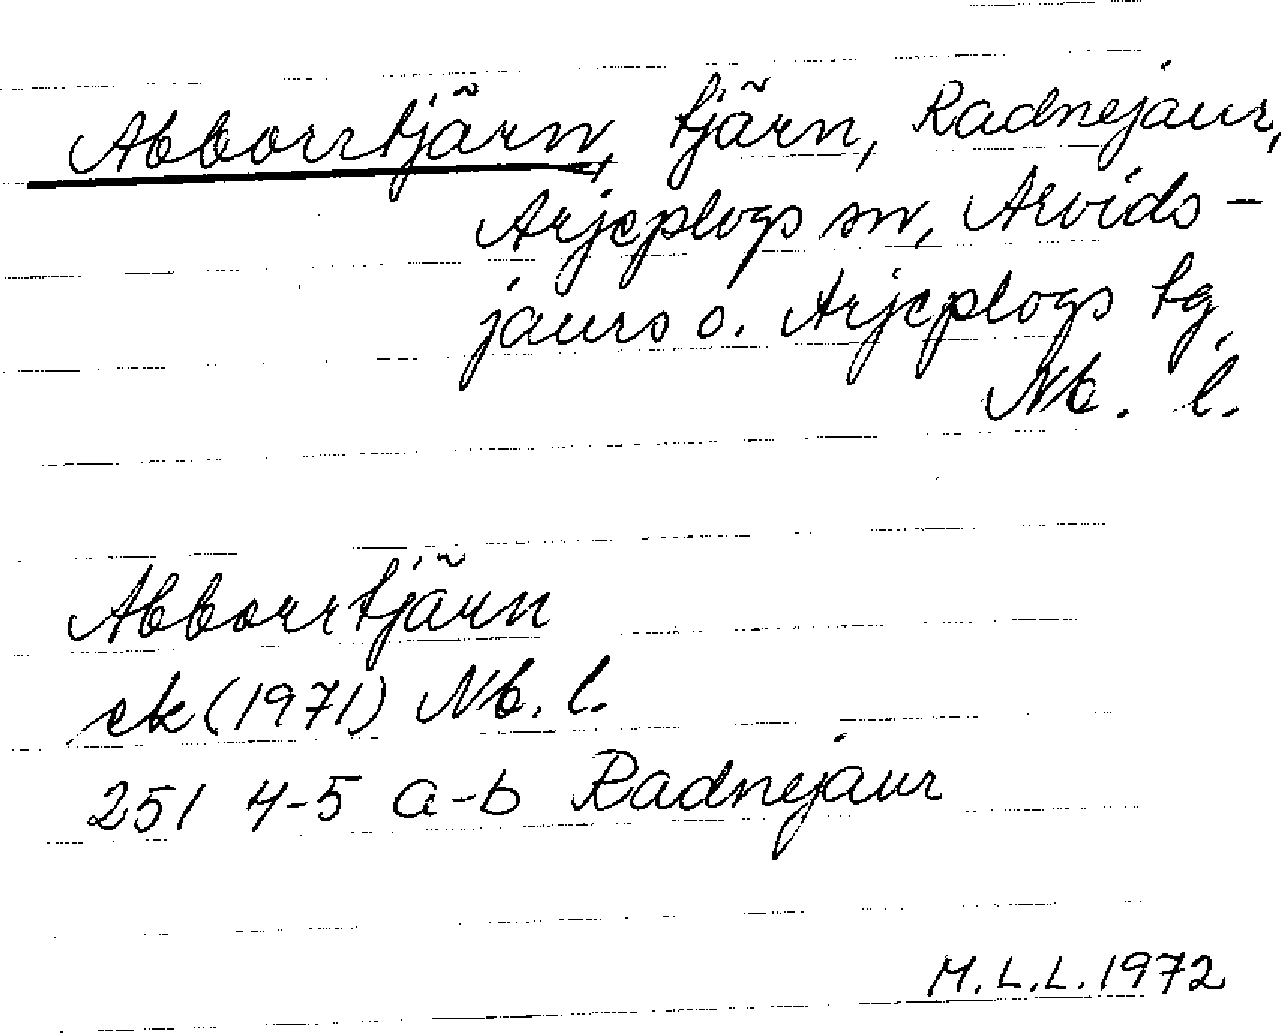 Abborrtjärn, tjärn, Radnejaur,
Arjeplogs sn, Arvids-
jaurs o. Arjeplogs tg,
Nb. l.
Abborrtjärn
ek (1971) Nb. l.
251 4-5 a-b Radnejaur
M.L.L. 1972